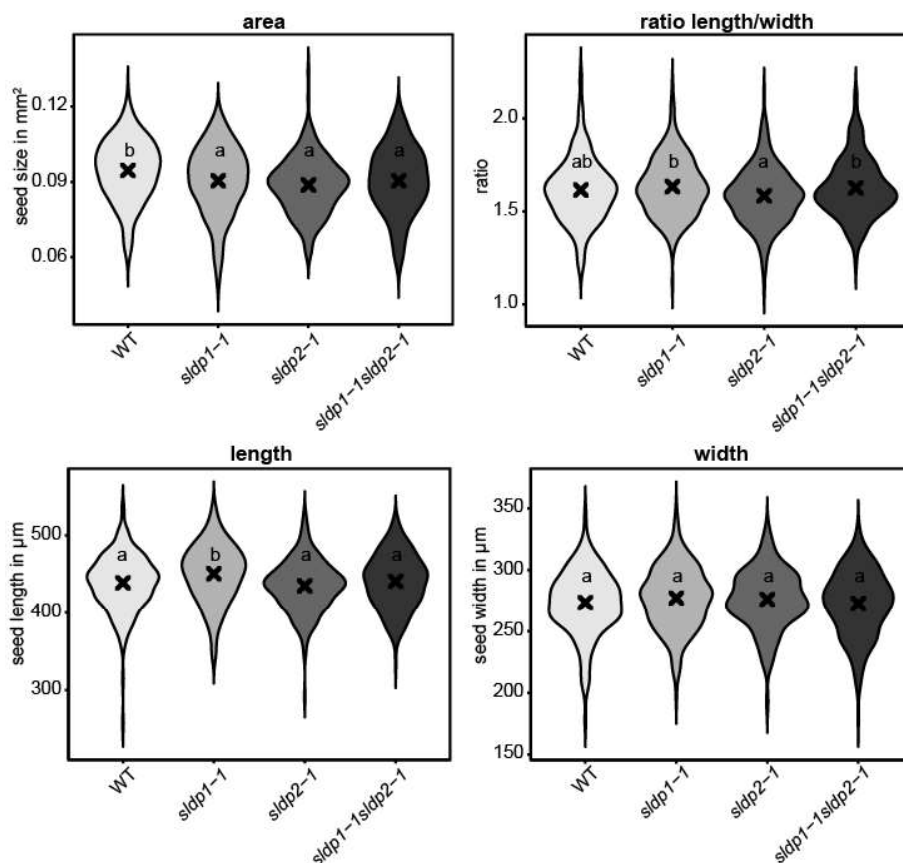 area
seed size in mm²
0.12
0.09
0.06
b
a
a
a
WT
sldp1−1
sldp2−1
sldp1−1sldp2−1
ratio length/width
ratio
2.0
1.5
1.0
ab
b
a
b
WT
sldp1−1
sldp2−1
sldp1−1sldp2−1
length
seed length in µm
500
400
300
a
b
a
a
WT
sldp1−1
sldp2−1
sldp1−1sldp2−1
width
seed width in µm
350
300
250
200
150
a
a
a
a
WT
sldp1−1
sldp2−1
sldp1−1sldp2−1